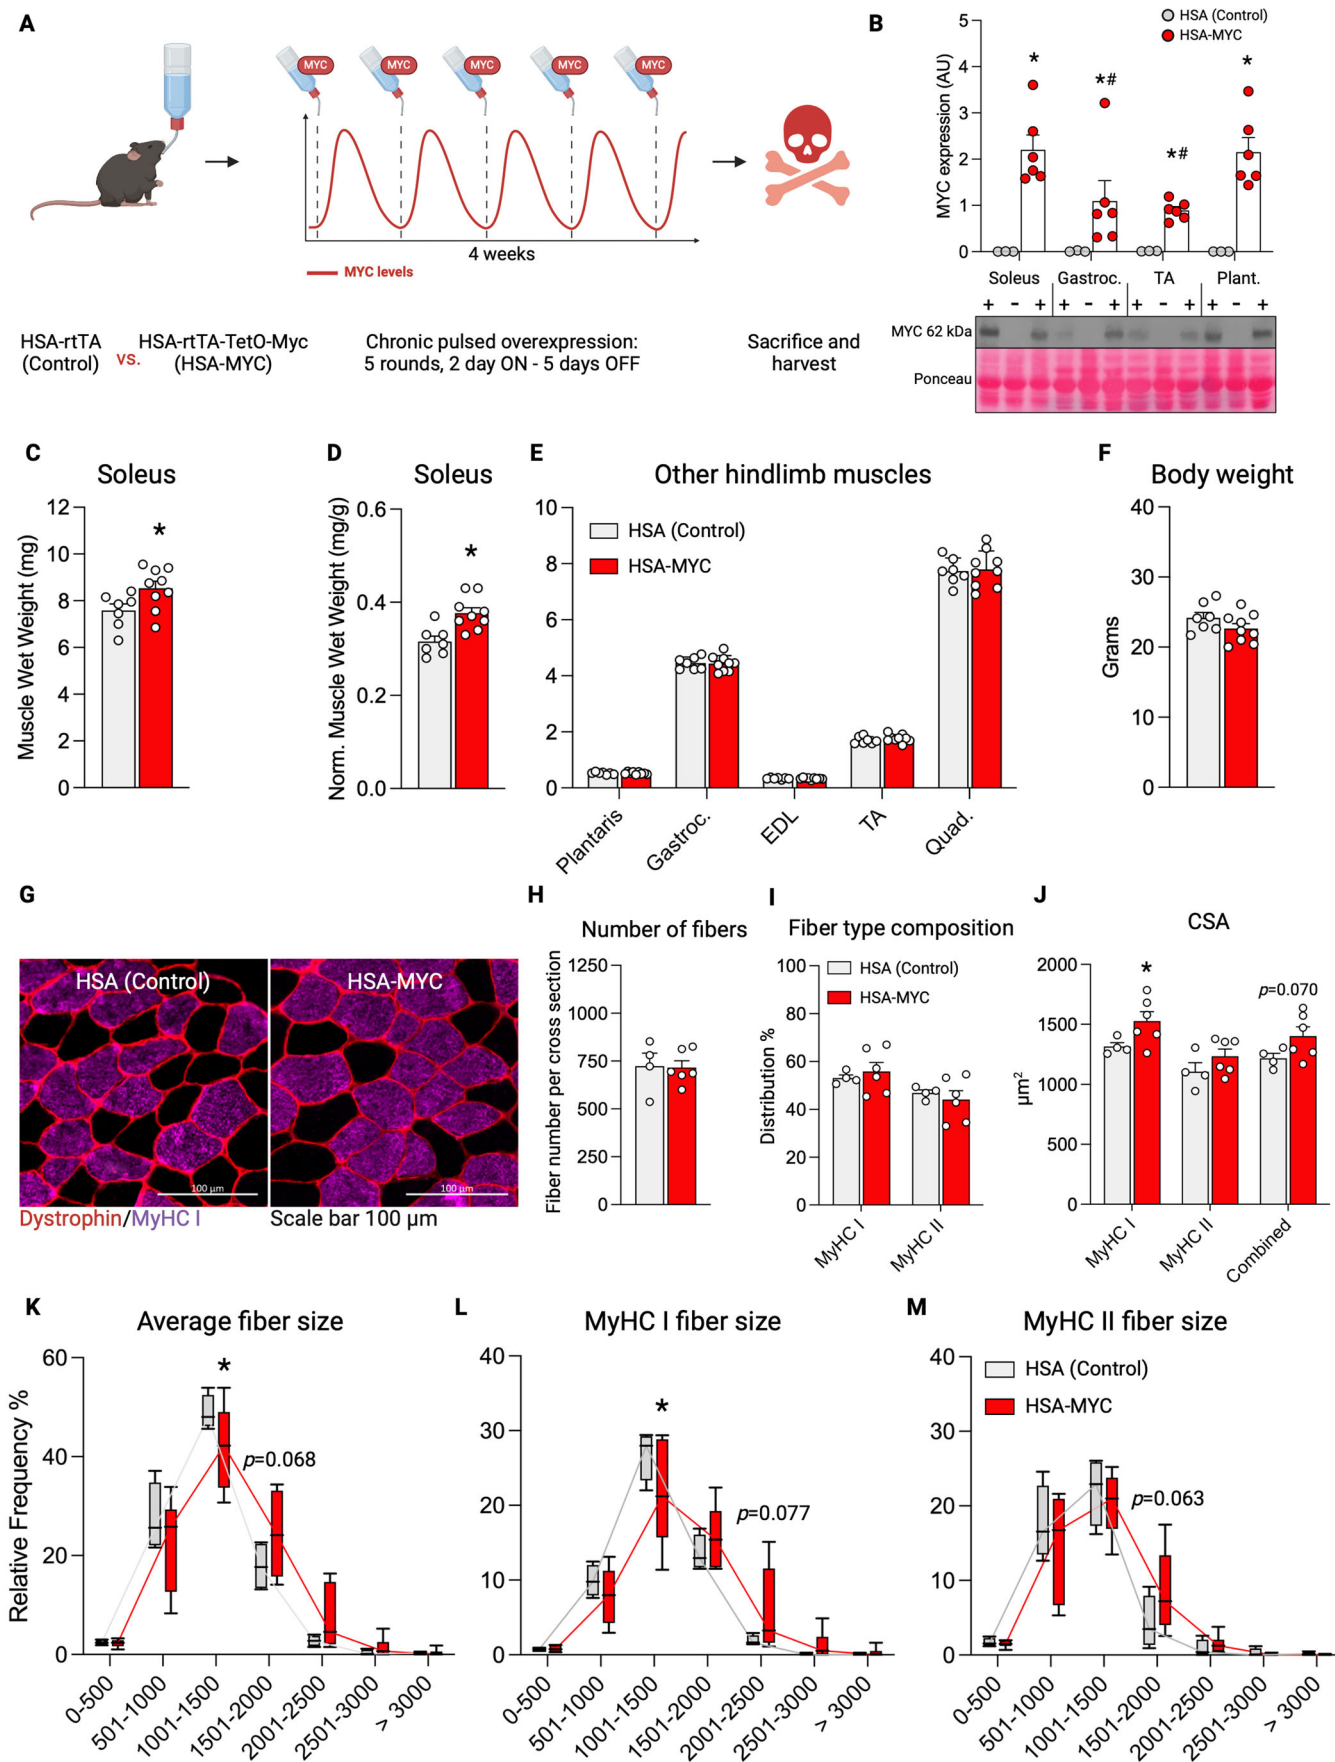 A
MYC
MYC
MYC
MYC
MYC
4 weeks
MYC levels
HSA-rtTA
(Control)
vs.
HSA-rtTA-TetO-Myc
(HSA-MYC)
Chronic pulsed overexpression:
5 rounds, 2 day ON - 5 days OFF
Sacrifice and
harvest
B
HSA (Control)
HSA-MYC
MYC expression (AU)
5
4
3
2
1
0
*
*#
*#
*
Soleus Gastroc. TA Plant.
+ - + + - + + - + + - +
MYC 62 kDa
Ponceau
C
Soleus
Muscle Wet Weight (mg)
12
10
8
6
4
2
0
*
D
Soleus
Norm. Muscle Wet Weight (mg/g)
0.6
0.4
0.2
0.0
*
E
Other hindlimb muscles
HSA (Control)
HSA-MYC
10
8
6
4
2
0
Plantaris
Gastroc.
EDL
TA
Quad.
F
Body weight
Grams
40
30
20
10
0
G
HSA (Control)
HSA-MYC
100 µm
100 µm
Dystrophin/MyHC I
Scale bar 100 µm
H
Number of fibers
Fiber number per cross section
1250
1000
750
500
250
0
I
Fiber type composition
HSA (Control)
HSA-MYC
Distribution %
100
80
60
40
20
0
MyHC I
MyHC II
J
CSA
µm²
2000
1500
1000
500
0
*
p=0.070
MyHC I
MyHC II
Combined
K
Average fiber size
Relative Frequency %
60
40
20
0
*
p=0.068
0-500
501-1000
1001-1500
1501-2000
2001-2500
2501-3000
> 3000
L
MyHC I fiber size
40
30
20
10
0
*
p=0.077
0-500
501-1000
1001-1500
1501-2000
2001-2500
2501-3000
> 3000
M
MyHC II fiber size
HSA (Control)
HSA-MYC
40
30
20
10
0
p=0.063
0-500
501-1000
1001-1500
1501-2000
2001-2500
2501-3000
> 3000